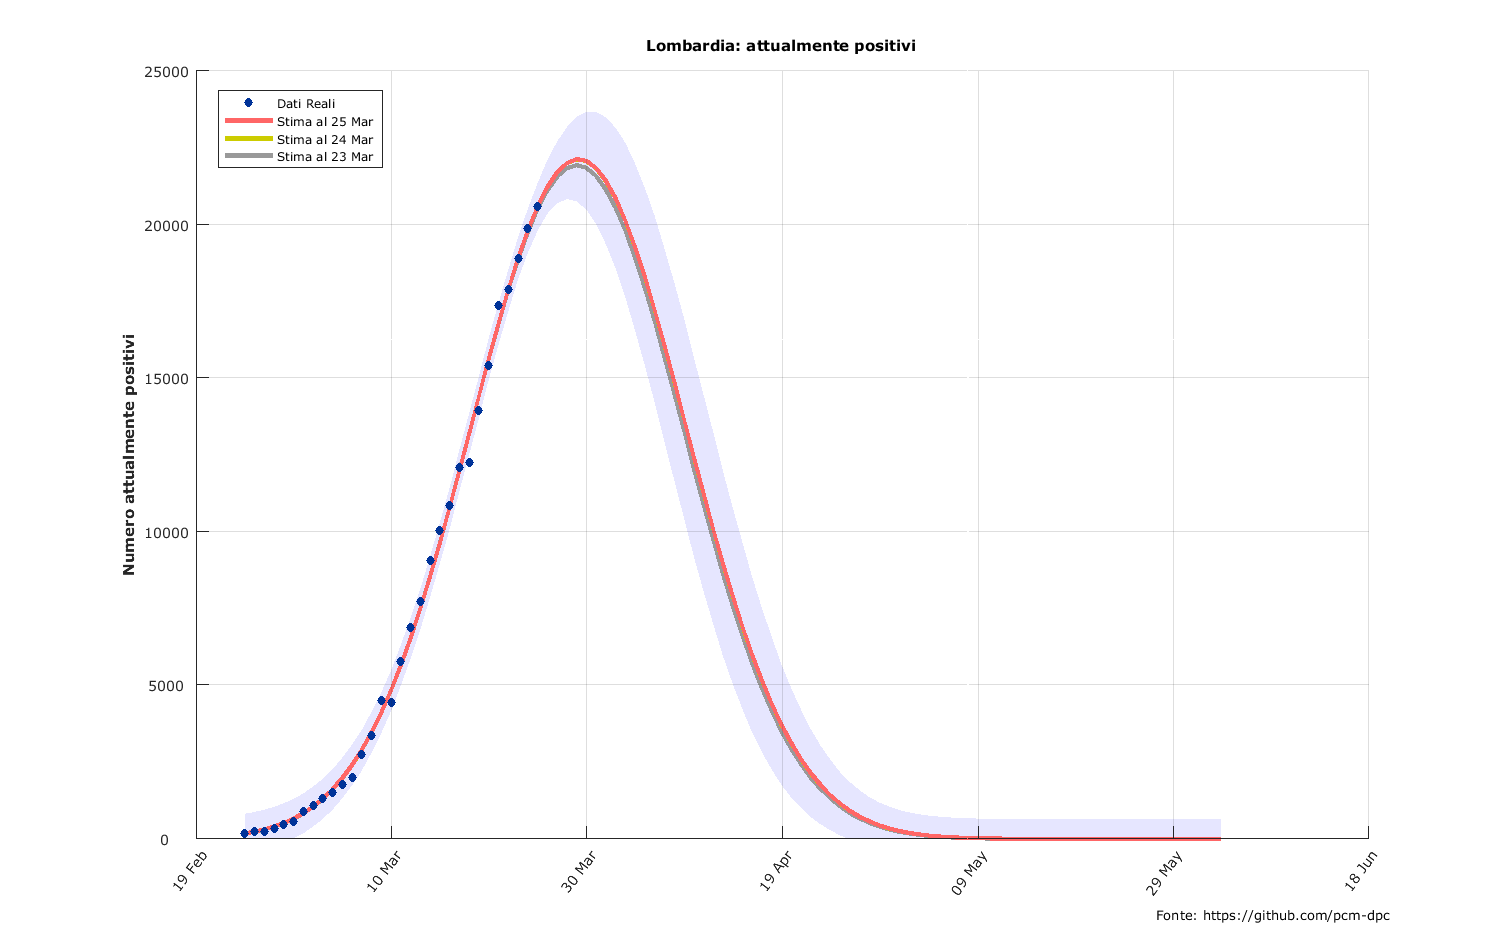 Lombardia: attualmente positivi
25000
20000
15000
10000
5000
0
Dati Reali
Stima al 25 Mar
Stima al 24 Mar
Stima al 23 Mar
Numero attualmente positivi
19 Feb
10 Mar
30 Mar
19 Apr
09 May
29 May
18 Jun
Fonte: https://github.com/pcm-dpc